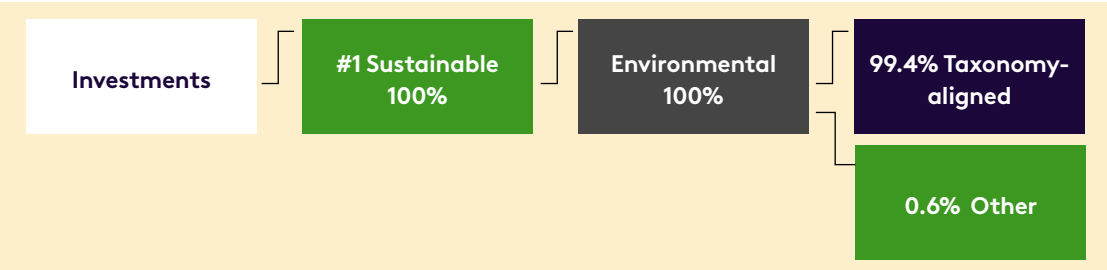 Investments
#1 Sustainable
100%
Environmental
100%
99.4% Taxonomy-
aligned
0.6% Other